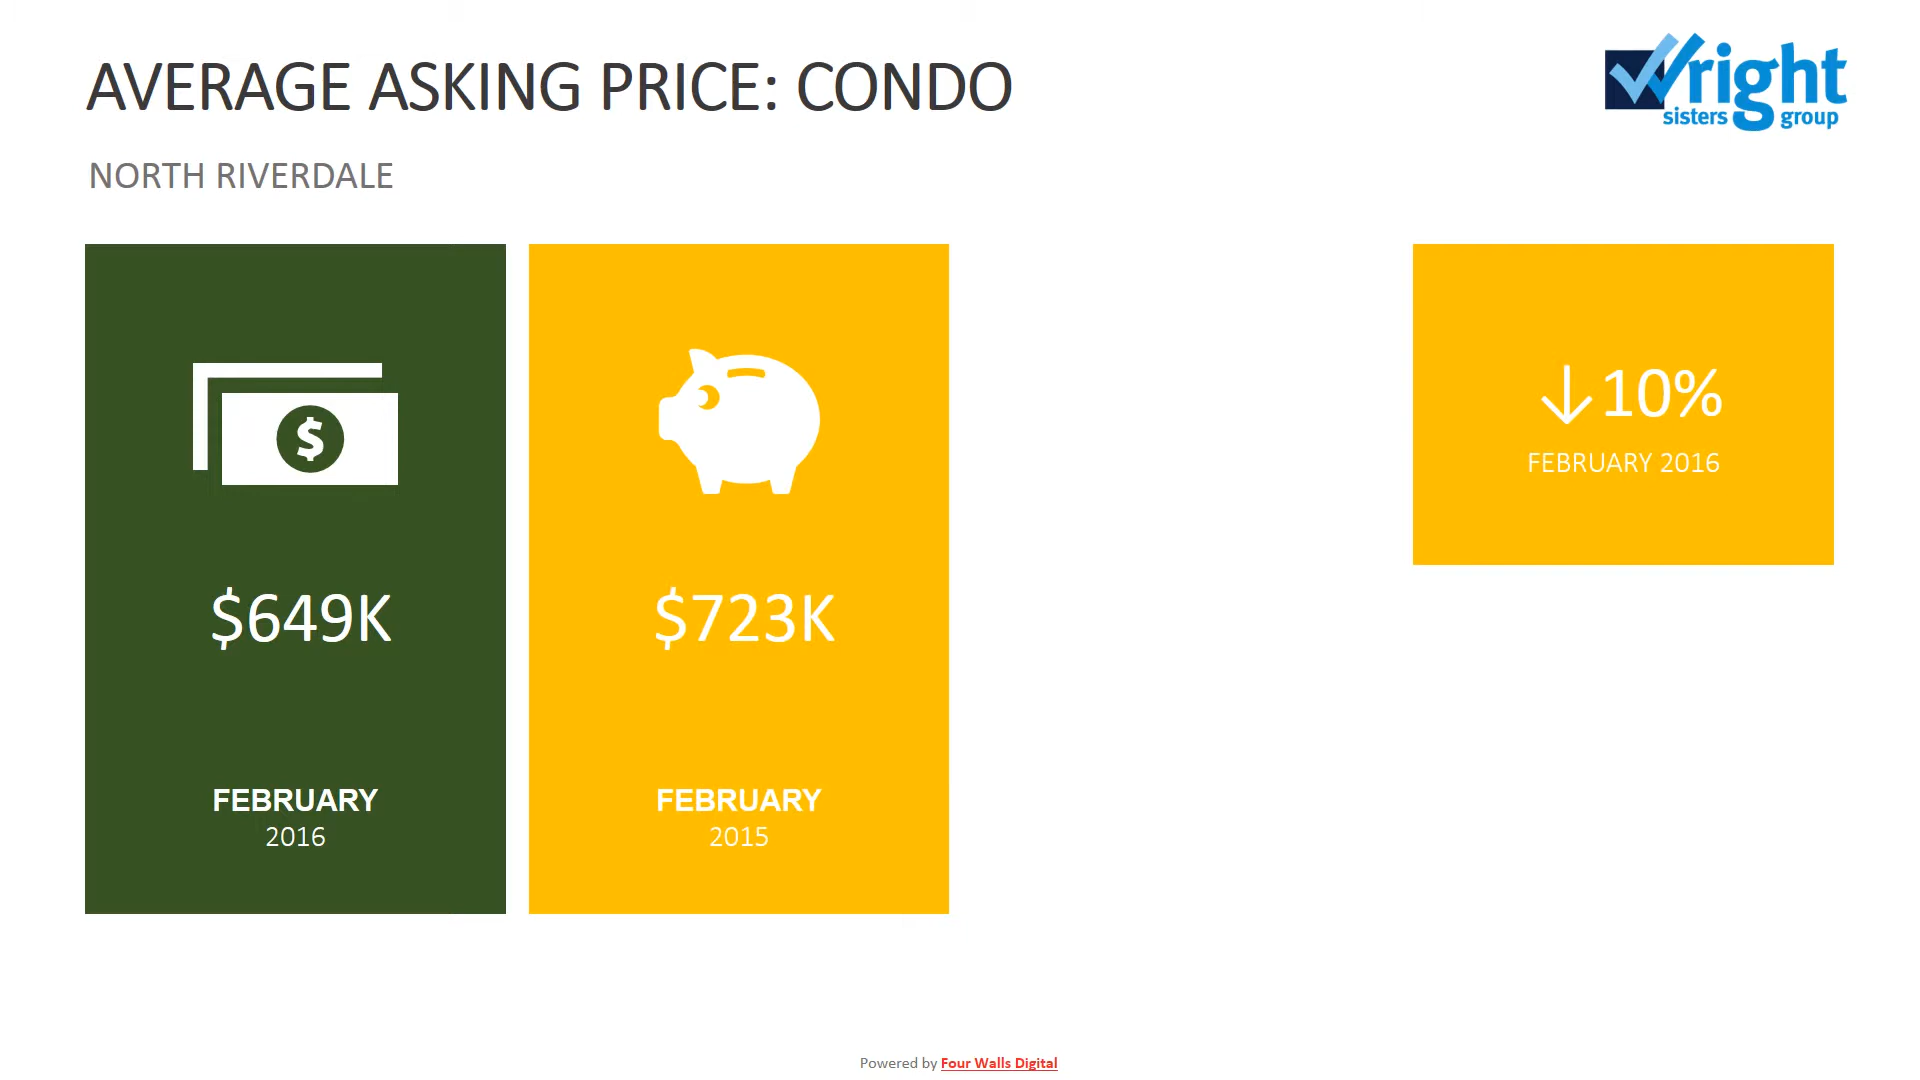 AVERAGE ASKING PRICE: CONDO
Wright
sisters group
NORTH RIVERDALE
$
$649K
FEBRUARY
2016
$723K
FEBRUARY
2015
↓10%
FEBRUARY 2016
Powered by Four Walls Digital